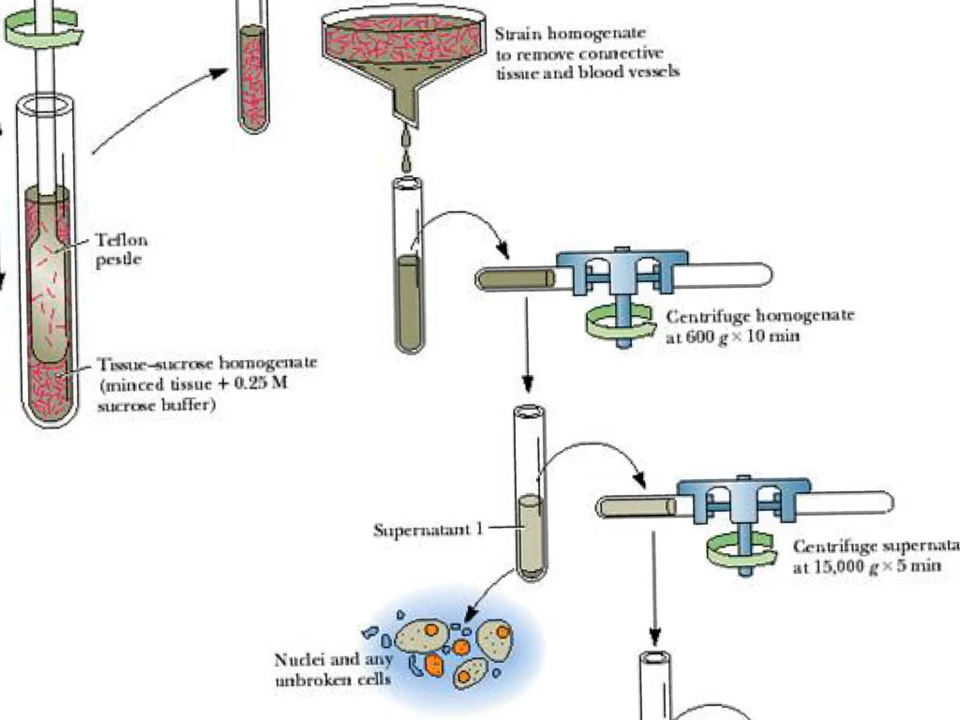 Strain homogenate
to remove connective
tissue and blood vessels
Teflon
pestle
Centrifuge homogenate
at 600 g × 10 min
Tissue–sucrose homogenate
(minced tissue + 0.25 M
sucrose buffer)
Supernatant 1
Centrifuge supernata
at 15,000 g × 5 min
Nuclei and any
unbroken cells